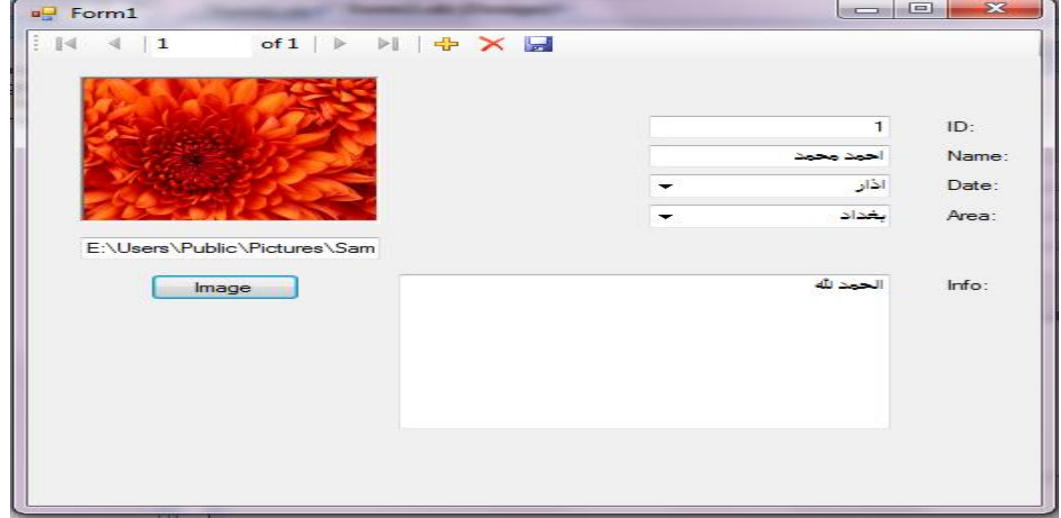 Form1
1 of 1
1 ID:
احمد محمد Name:
اذار Date:
بغداد Area:
E:\Users\Public\Pictures\Sam
Image
الحمد لله Info: